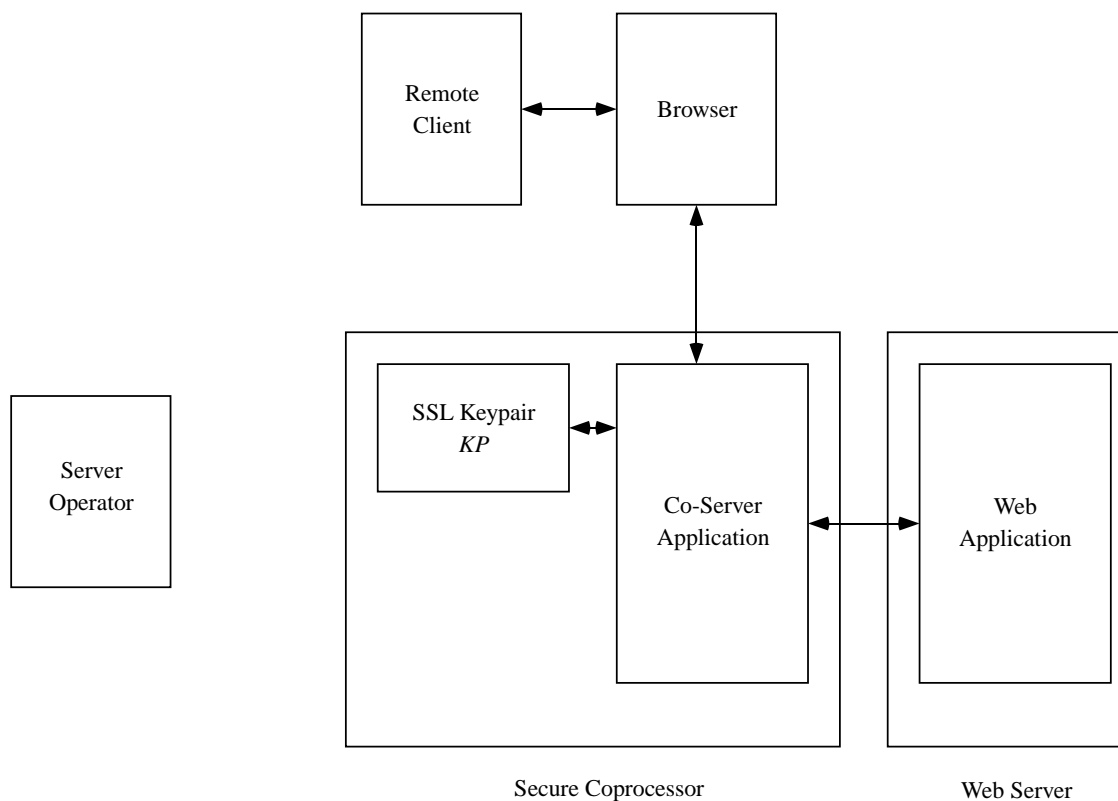 Remote
Client
Browser
SSL Keypair
KP
Server
Operator
Co-Server
Application
Web
Application
Secure Coprocessor
Web Server